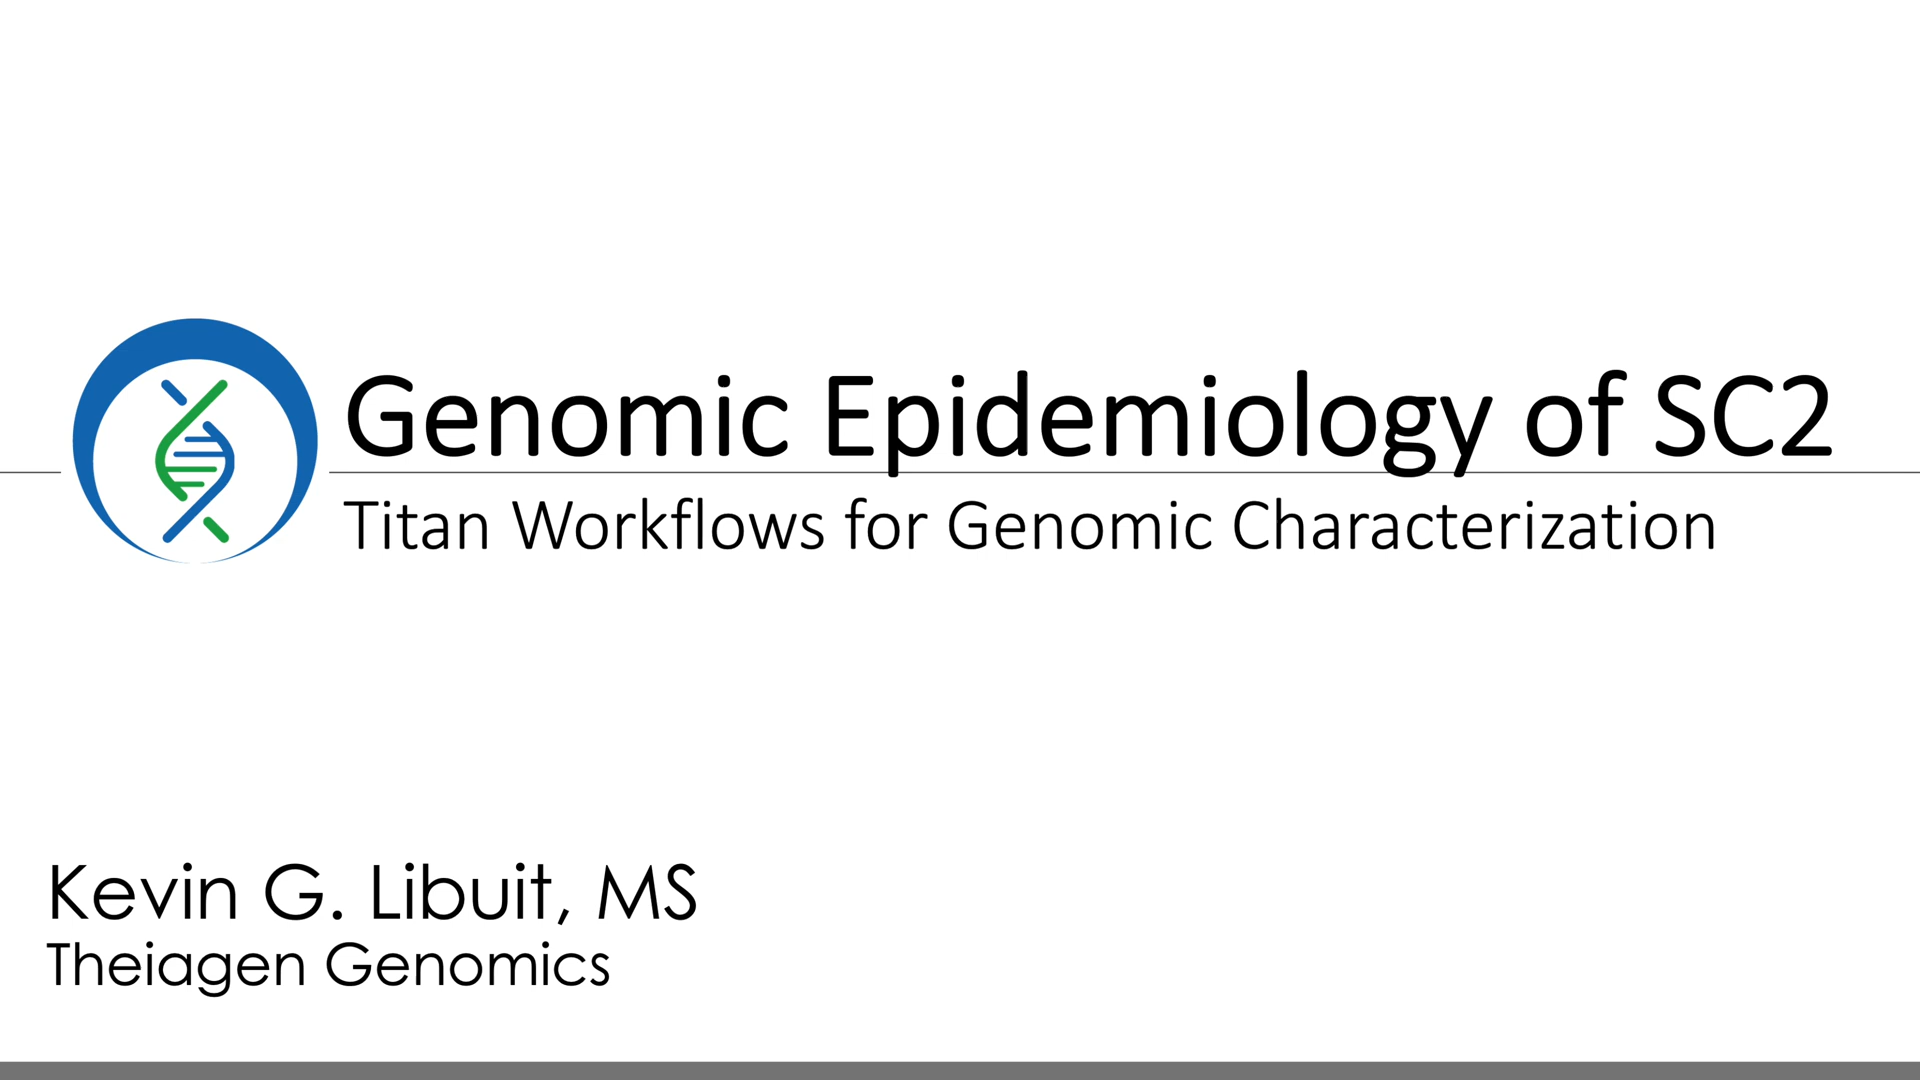 Genomic Epidemiology of SC2
Titan Workflows for Genomic Characterization
Kevin G. Libuit, MS
Theiagen Genomics